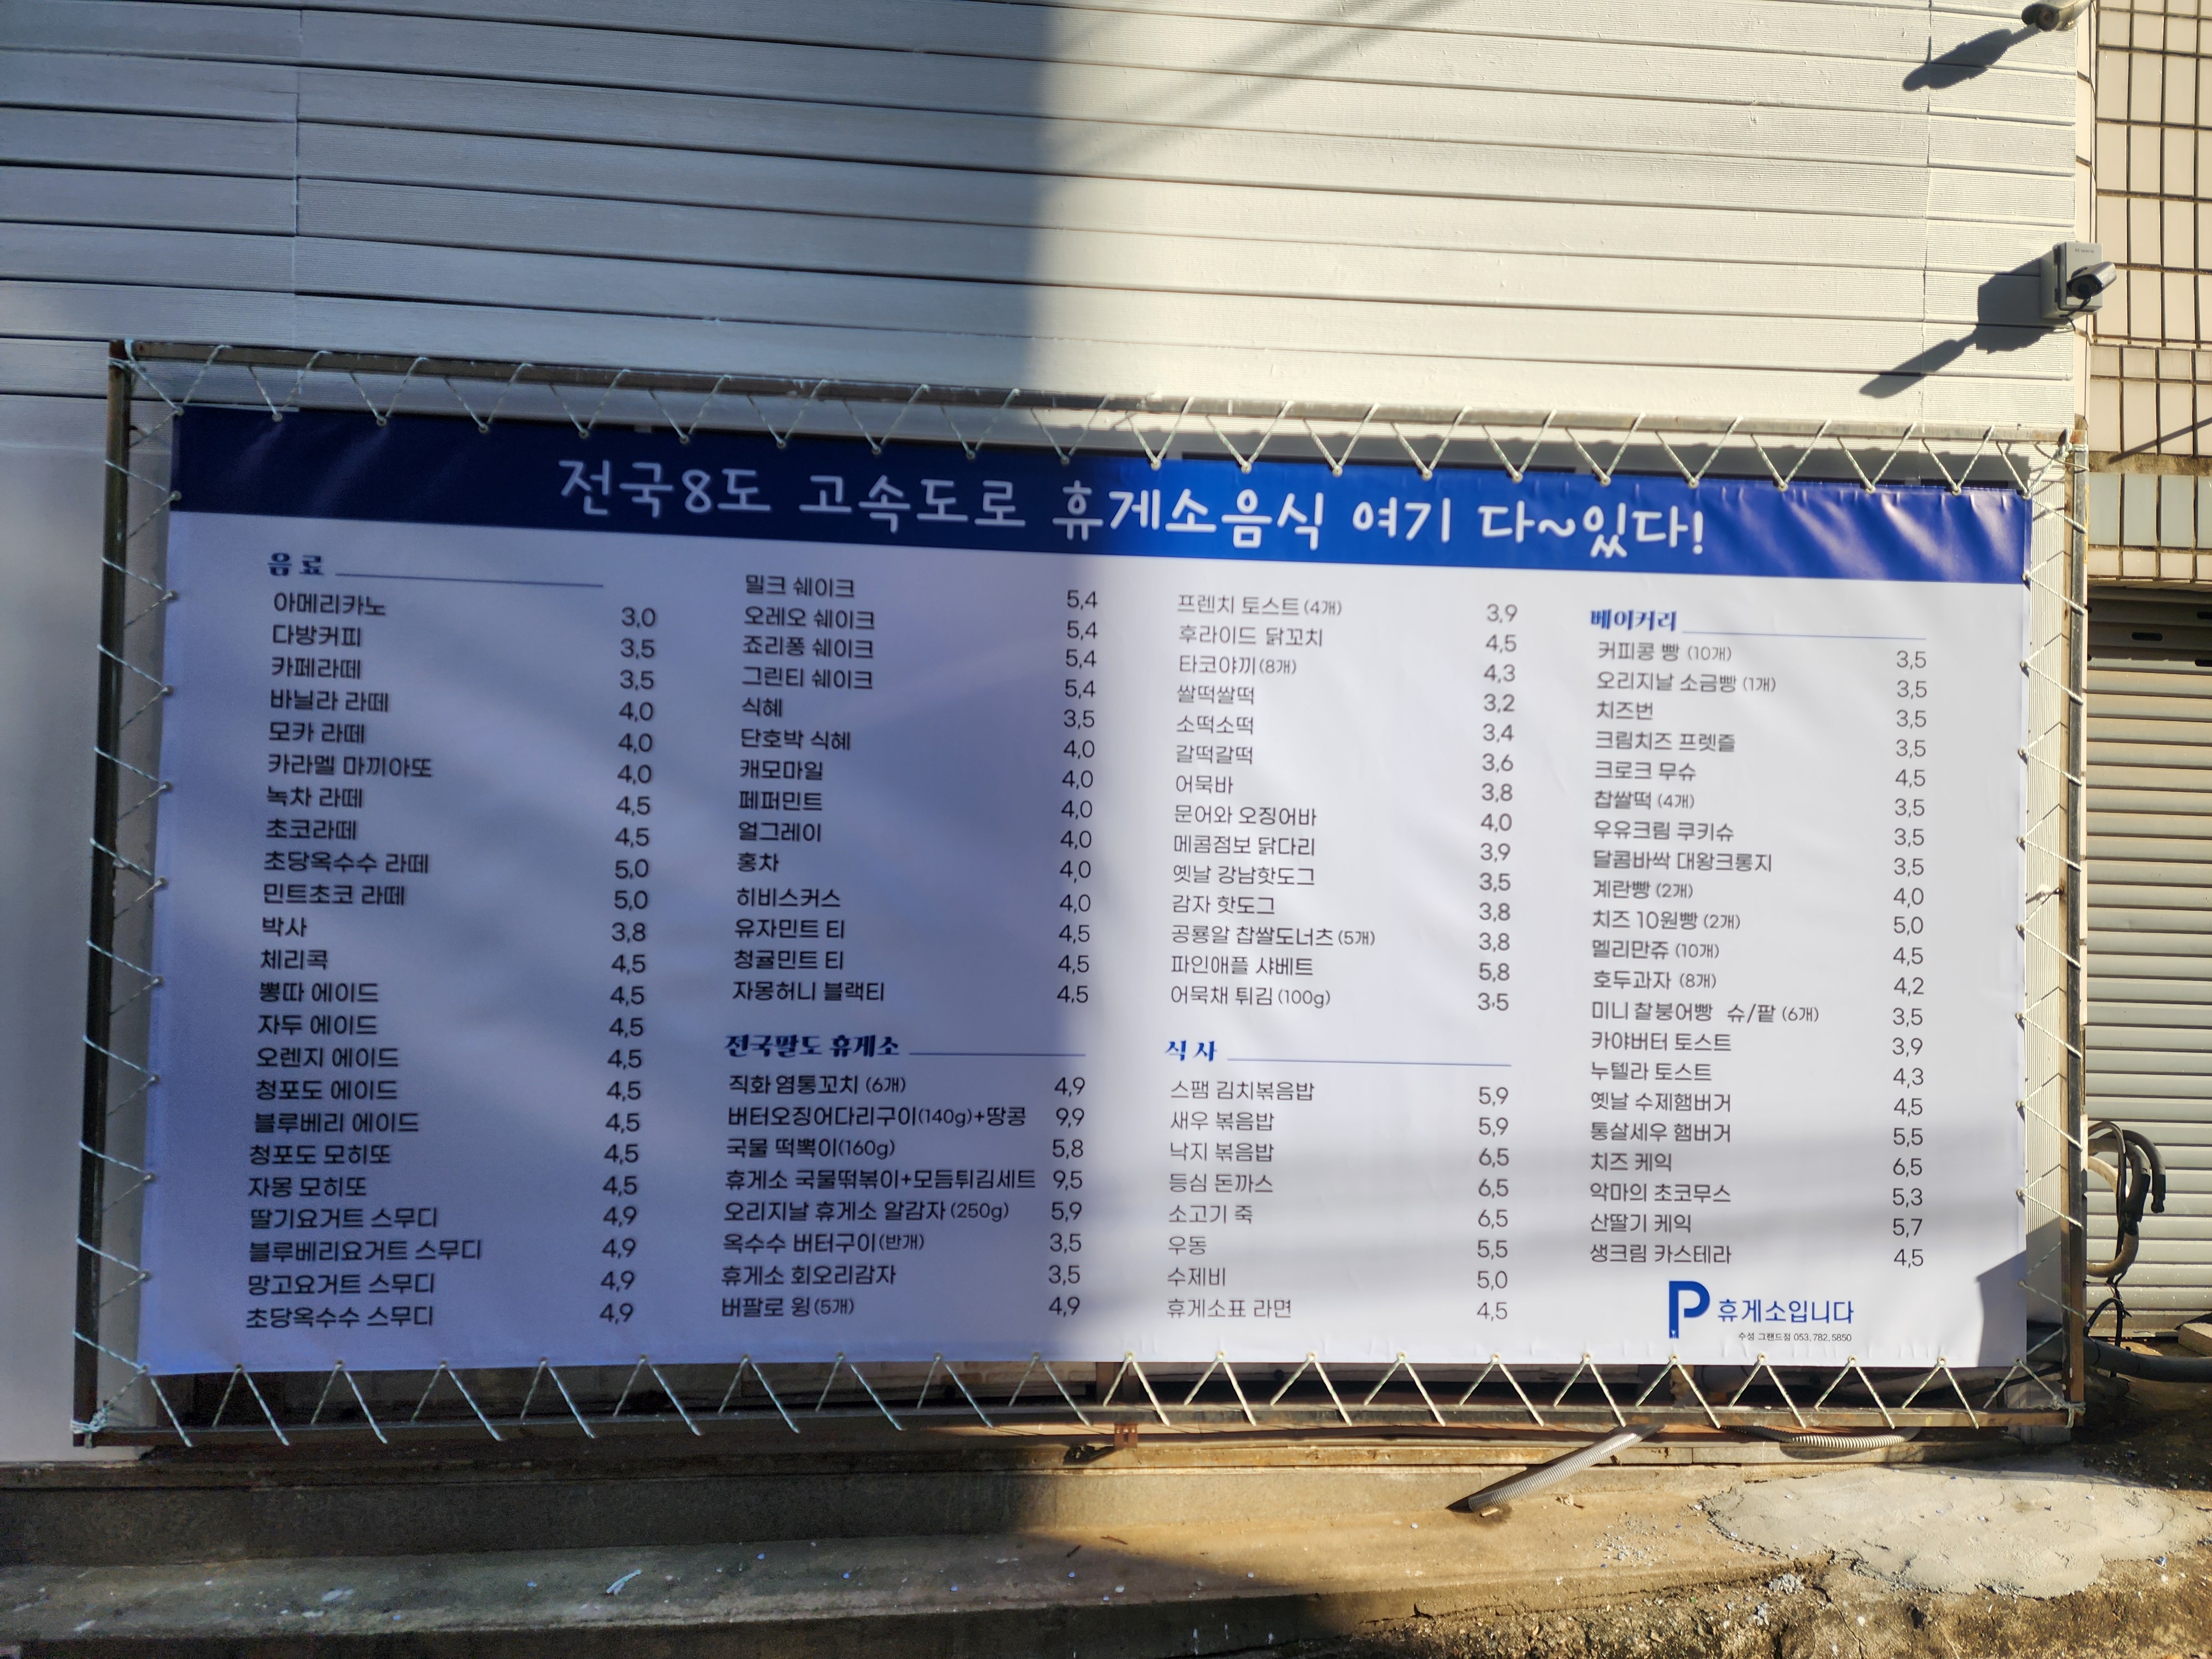 전국8도 고속도로 휴게소음식 여기 다~있다!
음료
아메리카노 3,0
다방커피 3,5
카페라떼 3,5
바닐라 라떼 4,0
모카 라떼 4,0
카라멜 마끼아또 4,0
녹차 라떼 4,5
초코라떼 4,5
초당옥수수 라떼 5,0
민트초코 라떼 5,0
박사 3,8
체리콕 4,5
뽕따 에이드 4,5
자두 에이드 4,5
오렌지 에이드 4,5
청포도 에이드 4,5
블루베리 에이드 4,5
청포도 모히또 4,5
자몽 모히또 4,5
딸기요거트 스무디 4,9
블루베리요거트 스무디 4,9
망고요거트 스무디 4,9
초당옥수수 스무디 4,9
밀크 쉐이크 5,4
오레오 쉐이크 5,4
죠리퐁 쉐이크 5,4
그린티 쉐이크 5,4
식혜 3,5
단호박 식혜 4,0
캐모마일 4,0
페퍼민트 4,0
얼그레이 4,0
홍차 4,0
히비스커스 4,0
유자민트 티 4,5
청귤민트 티 4,5
자몽허니 블랙티 4,5
전국팔도 휴게소
직화 염통꼬치 (6개) 4,9
버터오징어다리구이(140g)+땅콩 9,9
국물 떡뽁이(160g) 5,8
휴게소 국물떡볶이+모듬튀김세트 9,5
오리지날 휴게소 알감자 (250g) 5,9
옥수수 버터구이(반개) 3,5
휴게소 회오리감자 3,5
버팔로 윙 (5개) 4,9
프렌치 토스트 (4개) 3,9
후라이드 닭꼬치 4,5
타코야끼(8개) 4,3
쌀떡쌀떡 3,2
소떡소떡 3,4
갈떡갈떡 3,6
어묵바 3,8
문어와 오징어바 4,0
메콤점보 닭다리 3,9
옛날 강남핫도그 3,5
감자 핫도그 3,8
공룡알 찹쌀도너츠 (5개) 3,8
파인애플 샤베트 5,8
어묵채 튀김 (100g) 3,5
식사
스팸 김치볶음밥 5,9
새우 볶음밥 5,9
낙지 볶음밥 6,5
등심 돈까스 6,5
소고기 죽 6,5
우동 5,5
수제비 5,0
휴게소표 라면 4,5
베이커리
커피콩 빵 (10개) 3,5
오리지날 소금빵 (1개) 3,5
치즈번 3,5
크림치즈 프렛즐 3,5
크로크 무슈 4,5
찹쌀떡 (4개) 3,5
우유크림 쿠키슈 3,5
달콤바싹 대왕크롱지 3,5
계란빵 (2개) 4,0
치즈 10원빵 (2개) 5,0
멜리만쥬 (10개) 4,5
호두과자 (8개) 4,2
미니 찰붕어빵 슈/팥 (6개) 3,5
카야버터 토스트 3,9
누텔라 토스트 4,3
옛날 수제햄버거 4,5
통살세우 햄버거 5,5
치즈 케익 6,5
악마의 초코무스 5,3
산딸기 케익 5,7
생크림 카스테라 4,5
P 휴게소입니다
수성 그랜드점 053.782.5850